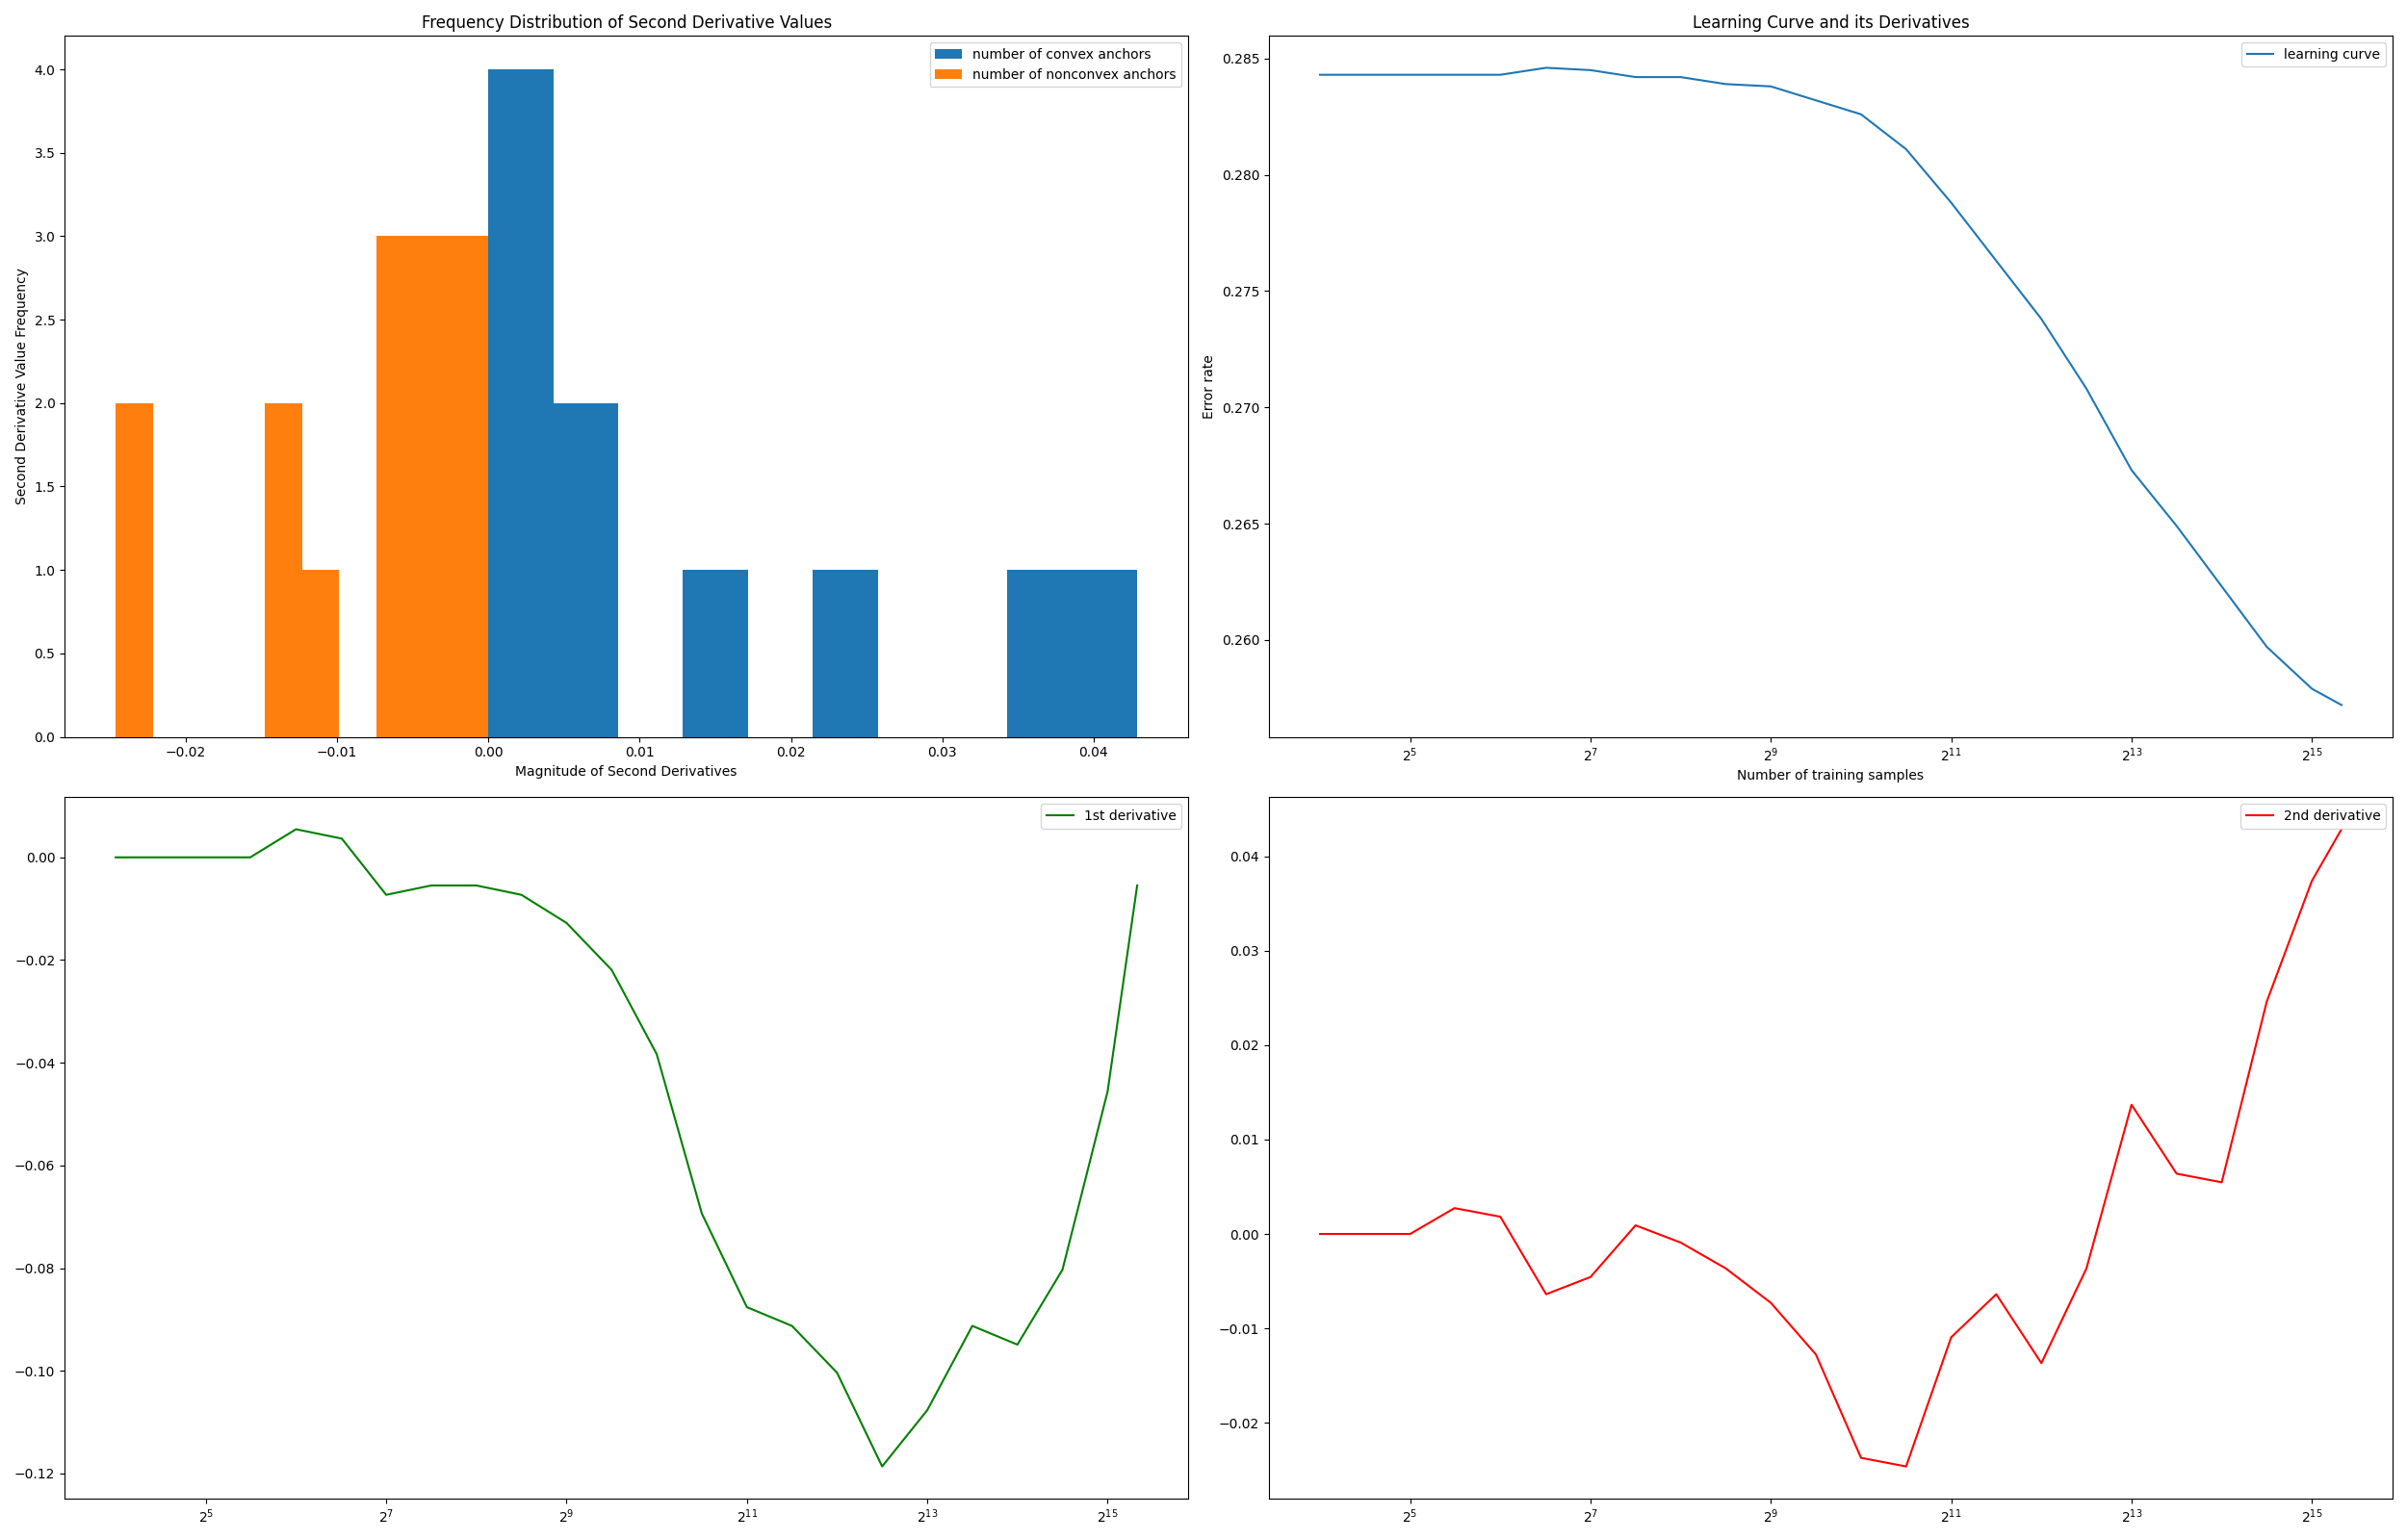 Frequency Distribution of Second Derivative Values
number of convex anchors
number of nonconvex anchors
Second Derivative Value Frequency
4.0
3.5
3.0
2.5
2.0
1.5
1.0
0.5
0.0
−0.02 −0.01 0.00 0.01 0.02 0.03 0.04
Magnitude of Second Derivatives
Learning Curve and its Derivatives
learning curve
Error rate
0.285
0.280
0.275
0.270
0.265
0.260
2^5 2^7 2^9 2^11 2^13 2^15
Number of training samples
1st derivative
0.00
−0.02
−0.04
−0.06
−0.08
−0.10
−0.12
2^5 2^7 2^9 2^11 2^13 2^15
2nd derivative
0.04
0.03
0.02
0.01
0.00
−0.01
−0.02
2^5 2^7 2^9 2^11 2^13 2^15